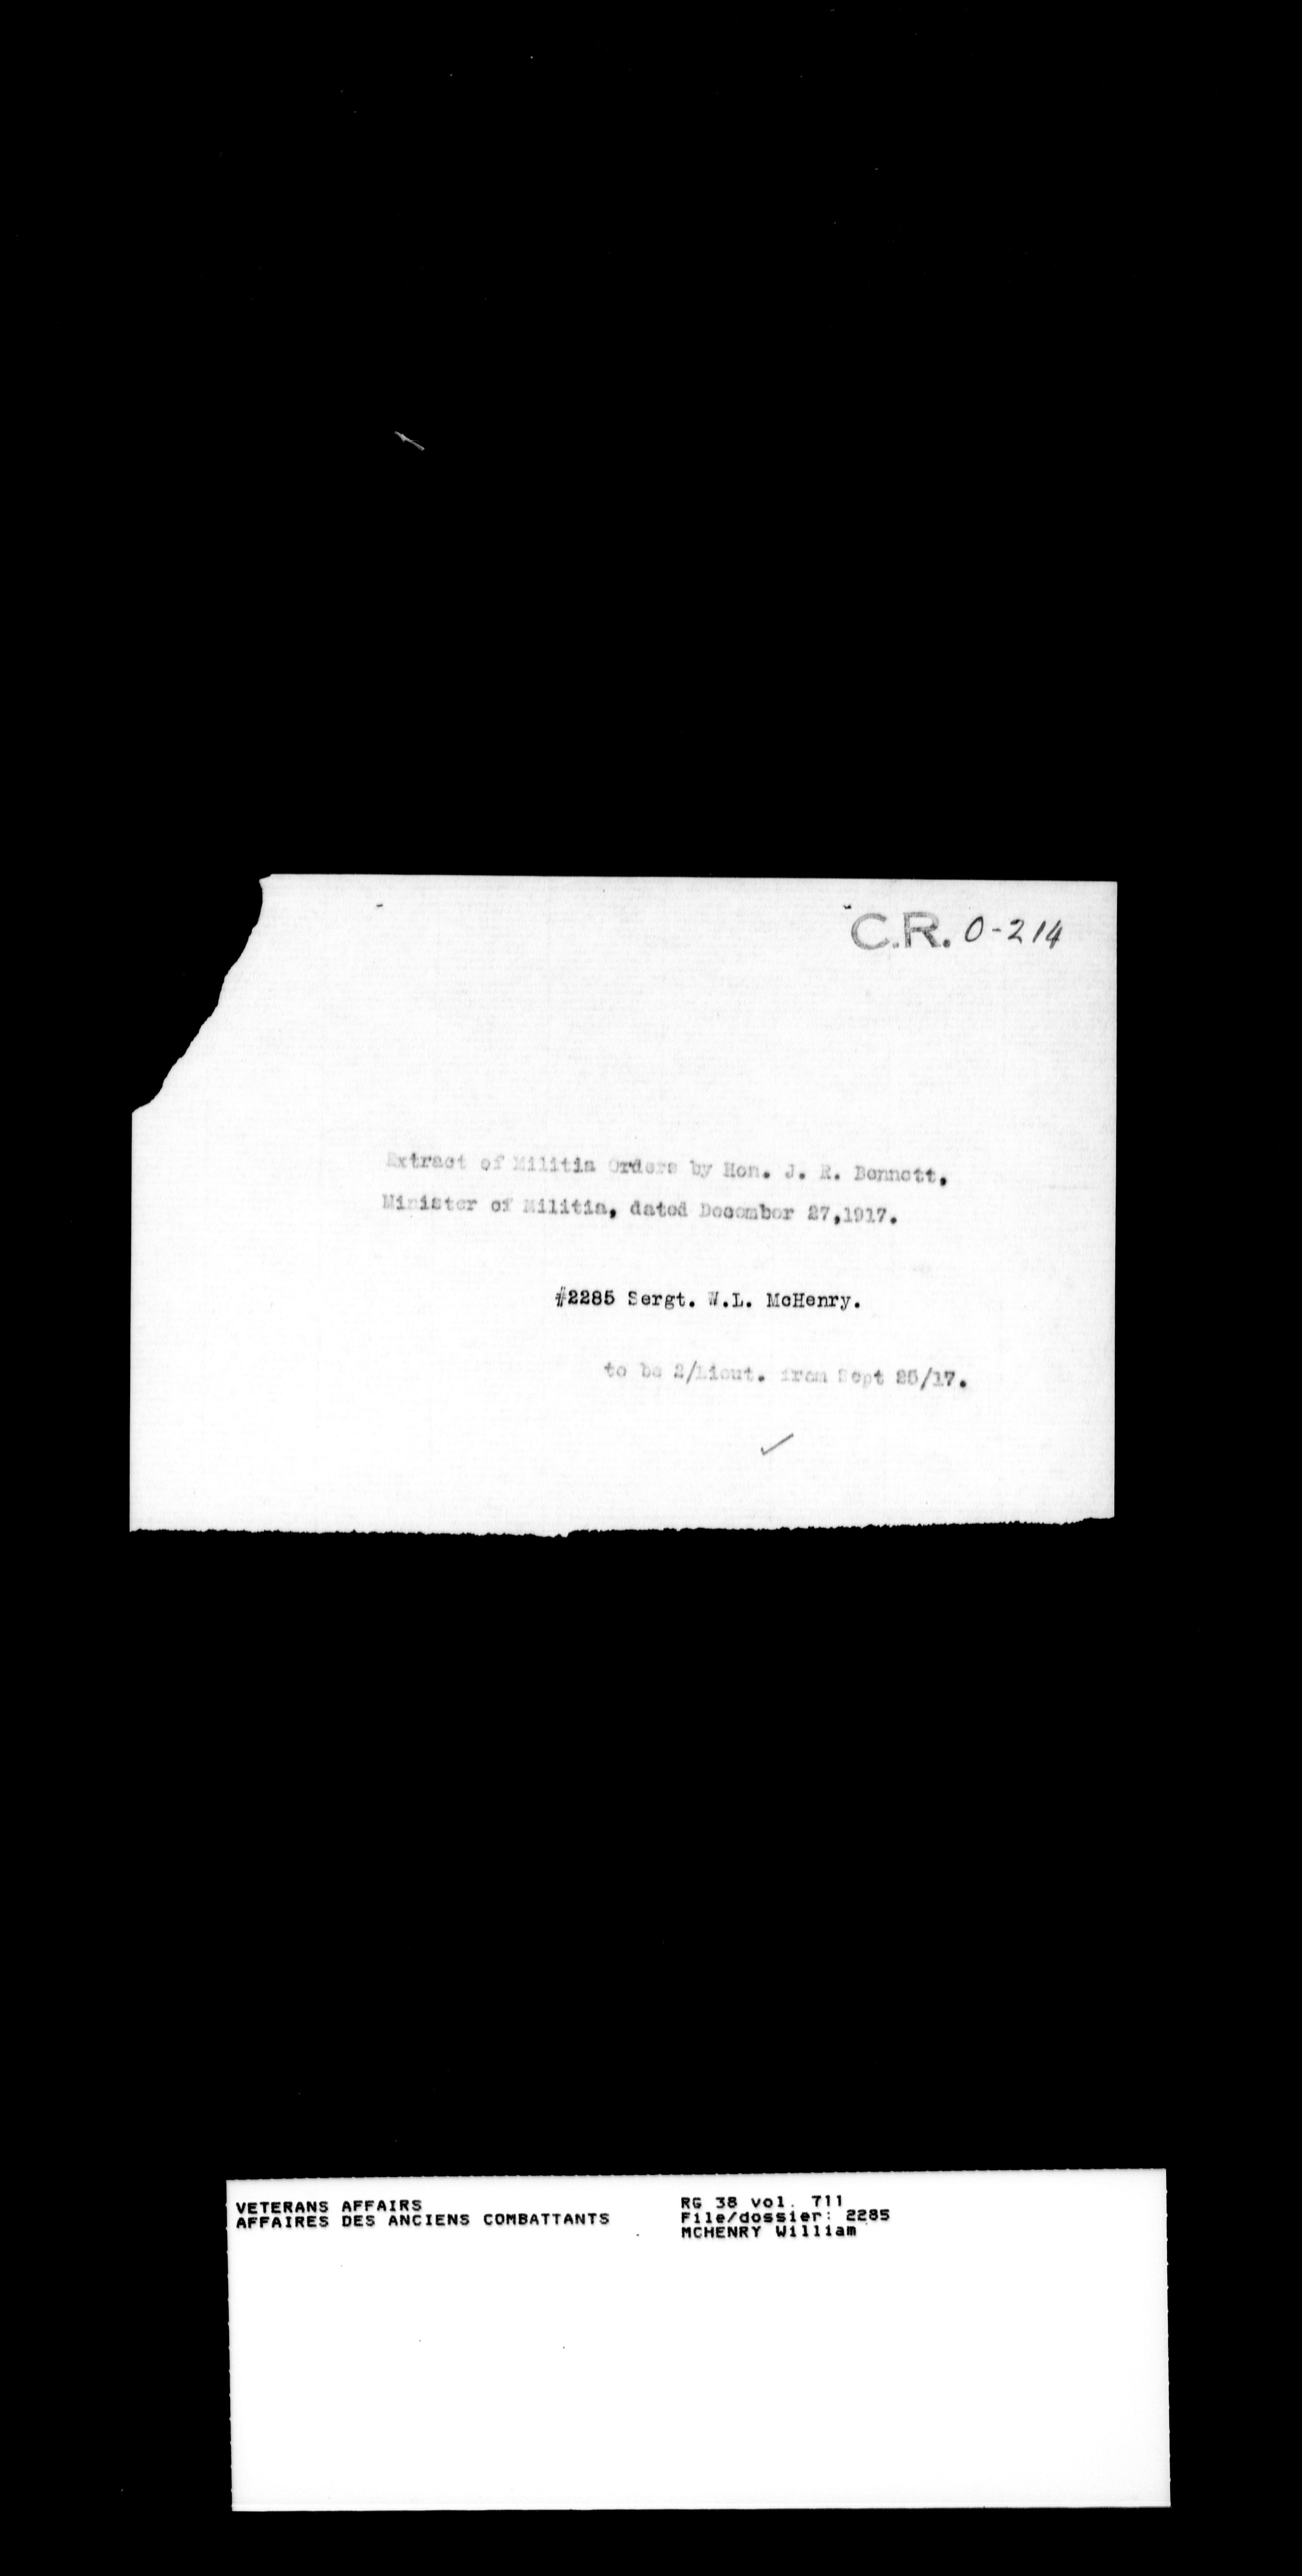 C.R. 0-214
Extract of Militia Orders by Hon. J. R. Bennett,
Minister of Militia, dated December 27,1917.
#2285 Sergt. W.L. McHenry.
to be 2/Lieut. from Sept 25/17.
VETERANS AFFAIRS
AFFAIRES DES ANCIENS COMBATTANTS
RG 38 vol. 711
File/dossier: 2285
MCHENRY William